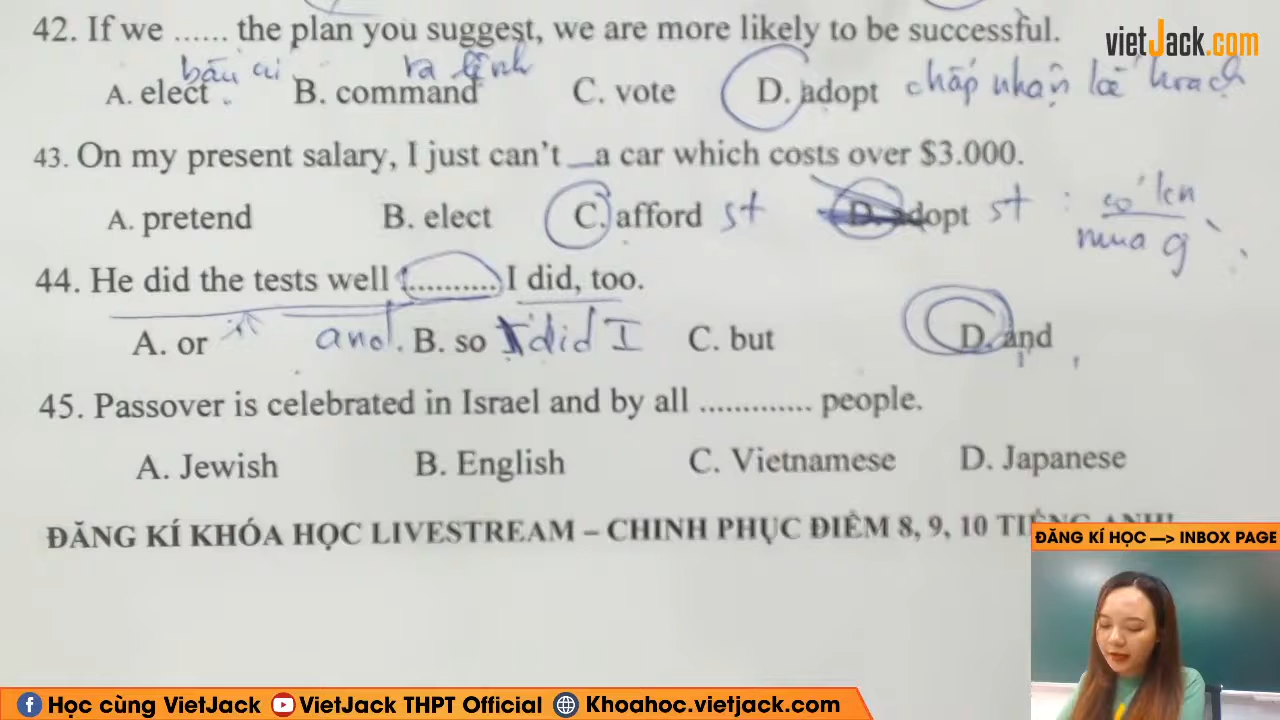 42. If we ...... the plan you suggest, we are more likely to be successful.
vietJack.com
bầu cử ra lệnh
A. elect B. command C. vote D. adopt chấp nhận kế hoạch
43. On my present salary, I just can't __a car which costs over $3.000.
A. pretend B. elect C. afford st D. adopt st :
mua
44. He did the tests well (.......... I did, too.
A. or and. B. so did I C. but D. and
45. Passover is celebrated in Israel and by all ............. people.
A. Jewish B. English C. Vietnamese D. Japanese
ĐĂNG KÍ KHÓA HỌC LIVESTREAM – CHINH PHỤC ĐIỂM 8, 9, 10 TIẾNG ANH!
ĐĂNG KÍ HỌC —> INBOX PAGE
Học cùng VietJack VietJack THPT Official Khoahoc.vietjack.com